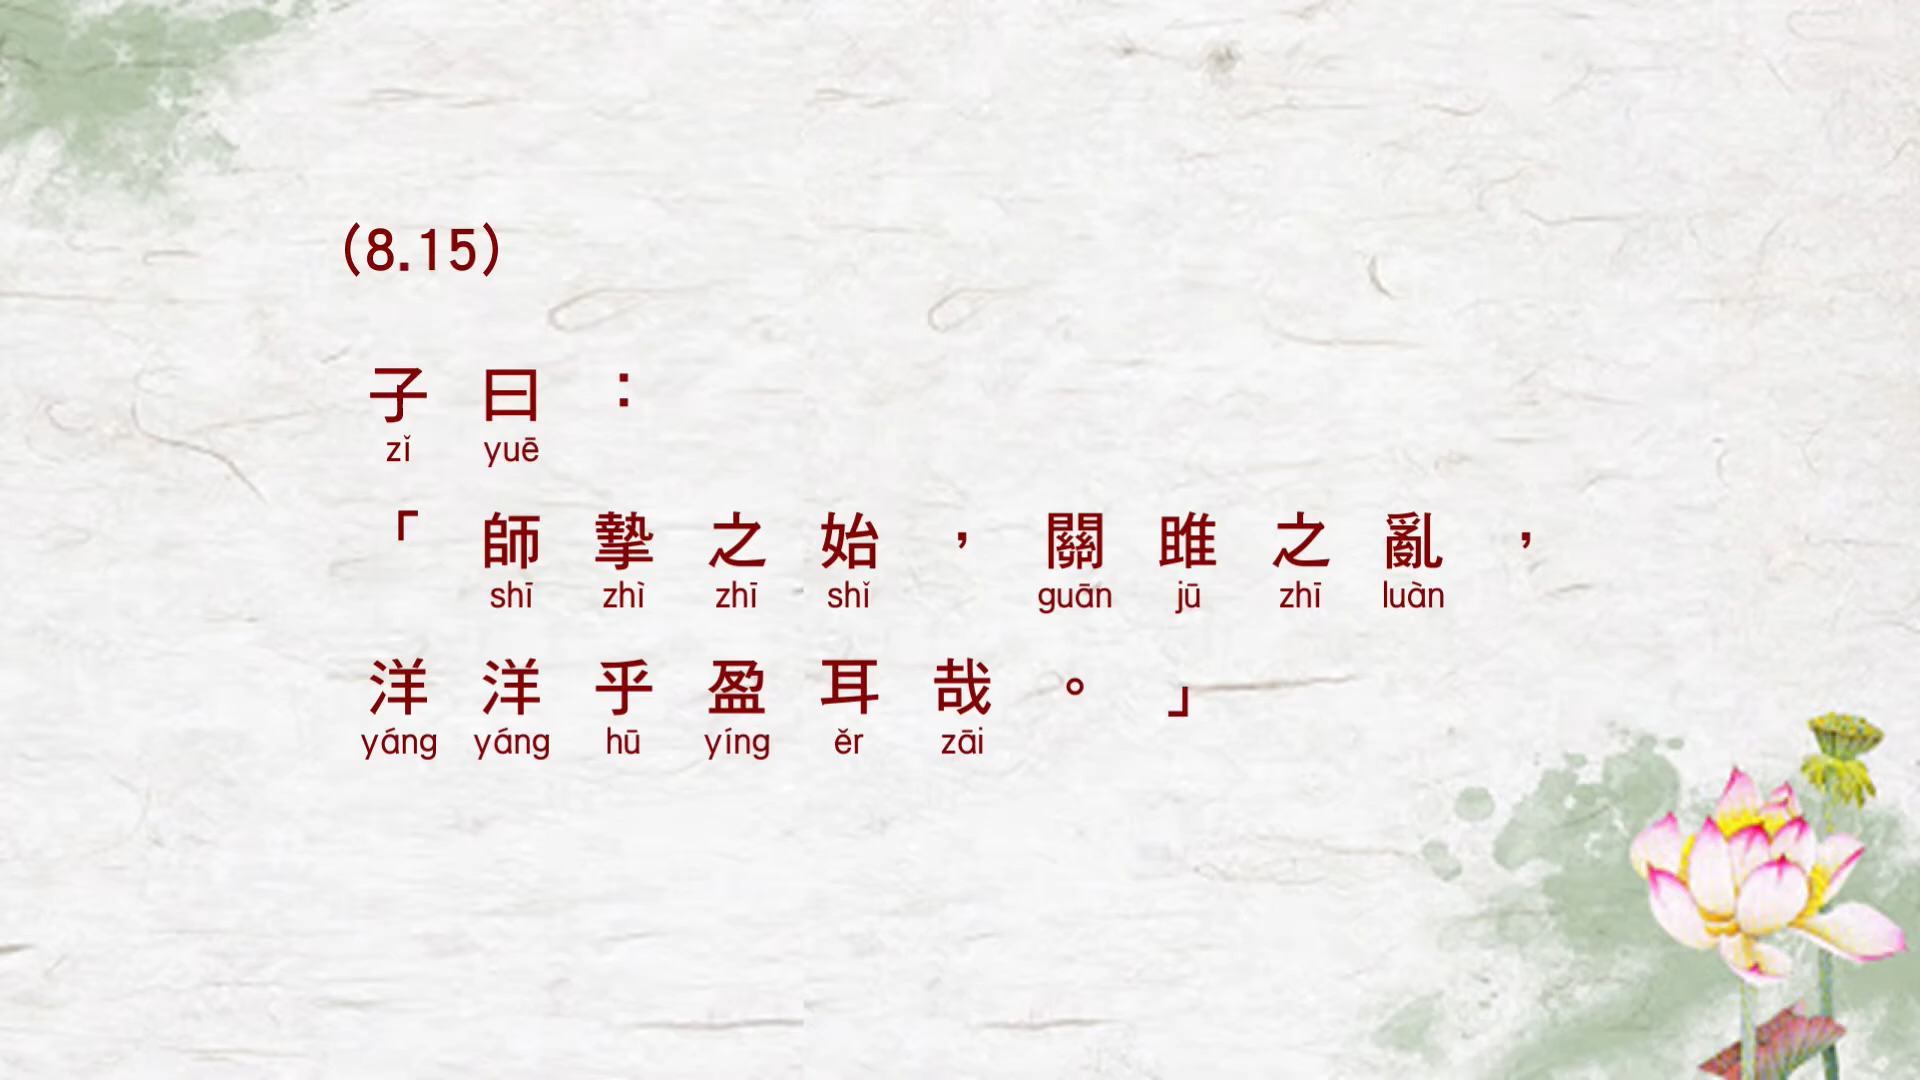 (8.15)
子曰：
zǐ yuē
「師摯之始，關雎之亂，
shī zhì zhī shǐ guān jū zhī luàn
洋洋乎盈耳哉。」
yáng yáng hū yíng ěr zāi